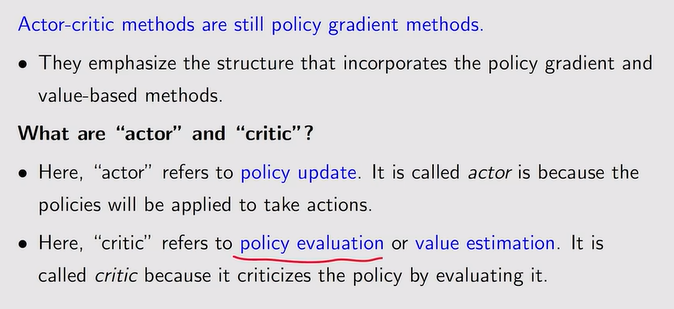 Actor-critic methods are still policy gradient methods.
• They emphasize the structure that incorporates the policy gradient and
value-based methods.
What are “actor” and “critic”?
• Here, “actor” refers to policy update. It is called actor is because the
policies will be applied to take actions.
• Here, “critic” refers to policy evaluation or value estimation. It is
called critic because it criticizes the policy by evaluating it.